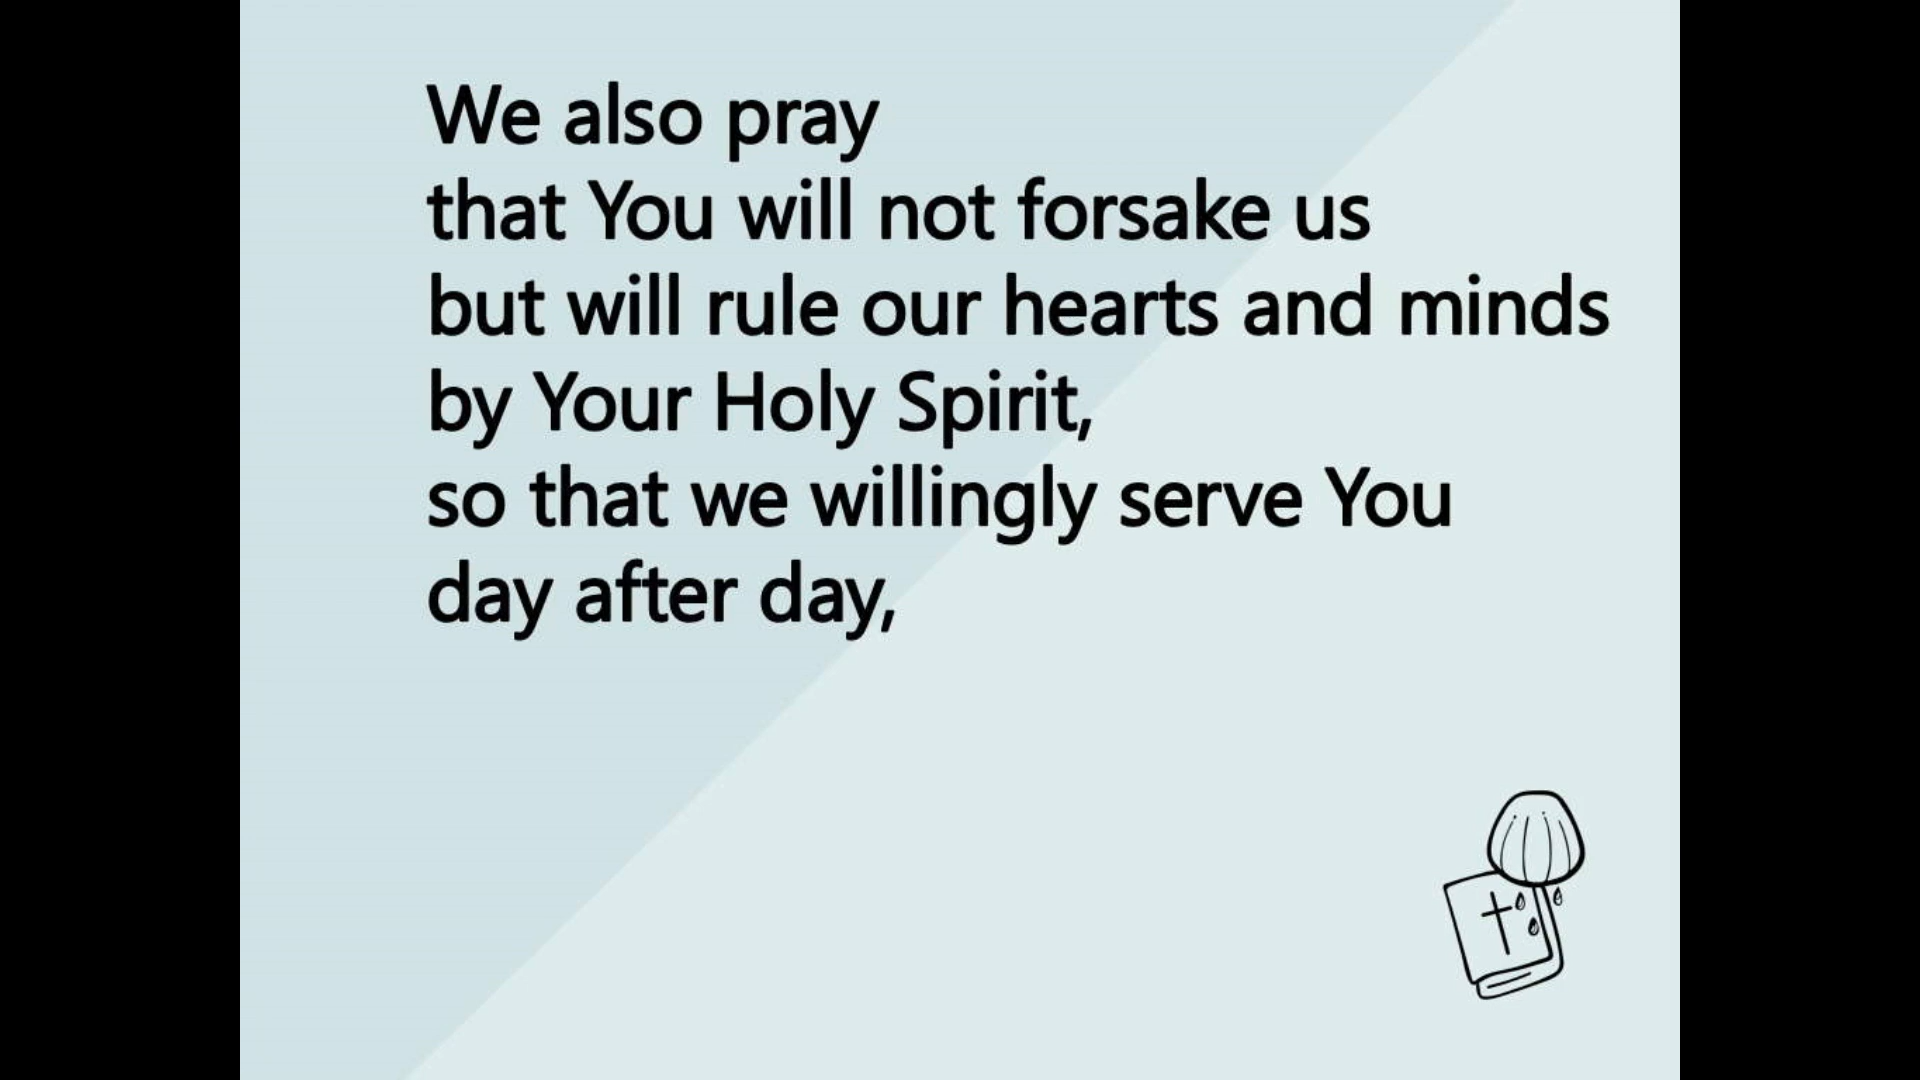 We also pray
that You will not forsake us
but will rule our hearts and minds
by Your Holy Spirit,
so that we willingly serve You
day after day,